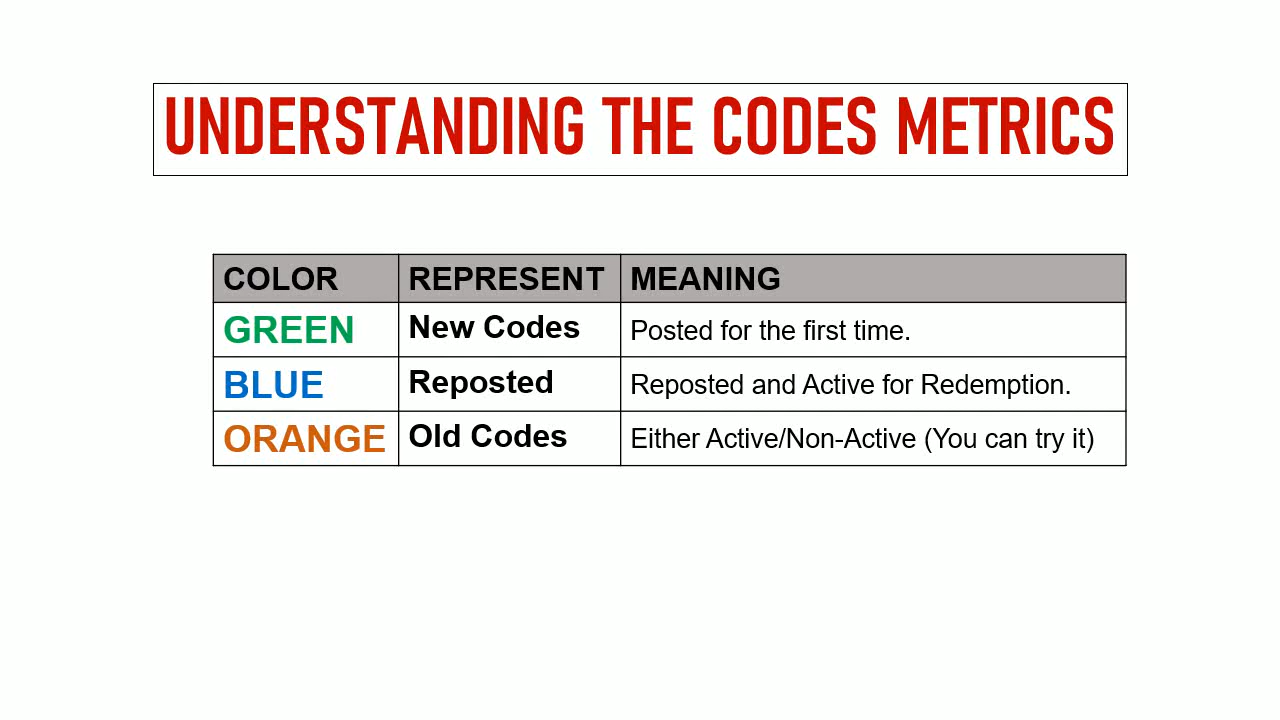 UNDERSTANDING THE CODES METRICS
COLOR REPRESENT MEANING
GREEN New Codes Posted for the first time.
BLUE Reposted Reposted and Active for Redemption.
ORANGE Old Codes Either Active/Non-Active (You can try it)